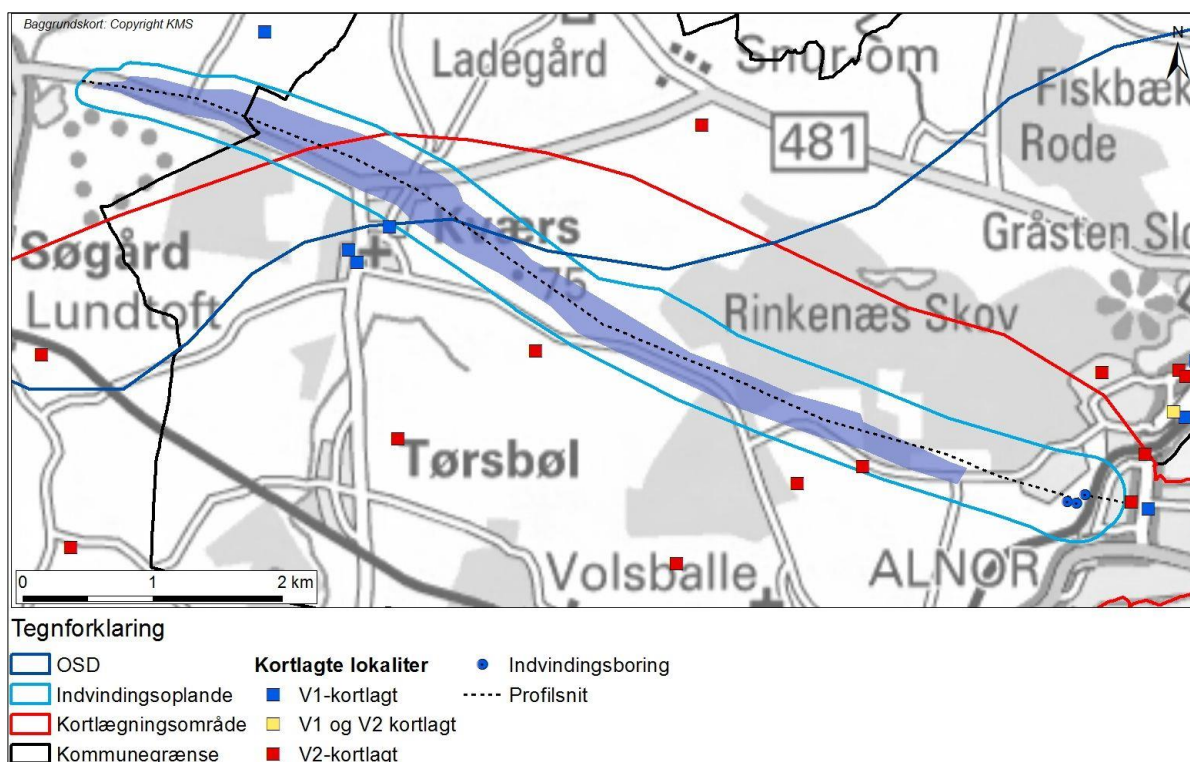 Baggrundskort: Copyright KMS
N
Ladegård
Fiskbæk
Rode
481
Kværs
75
Gråsten Slo
Søgård
Lundtoft
Rinkenæs Skov
Tørsbøl
Volsballe
ALNOR
0 1 2 km
Tegnforklaring
OSD
Indvindingsoplande
Kortlægningsområde
Kommunegrænse
Kortlagte lokaliter
V1-kortlagt
V1 og V2 kortlagt
V2-kortlagt
Indvindingsboring
Profilsnit